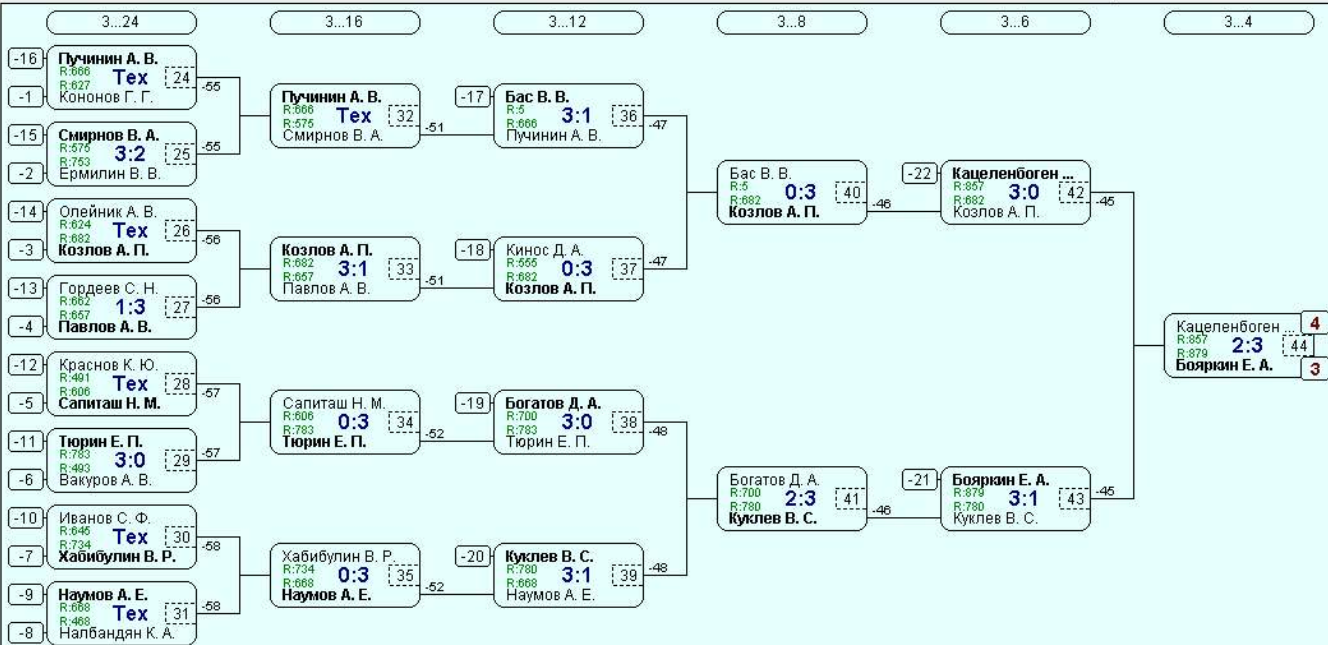 3...24
3...16
3...12
3...8
3...6
3...4
-16
Пучинин А. В.
R:666
R:627
Тех
24
-1
Кононов Г. Г.
-55
-15
Смирнов В. А.
R:575
R:753
3:2
25
-2
Ермилин В. В.
-55
-14
Олейник А. В.
R:624
R:682
Тех
26
-3
Козлов А. П.
-56
-13
Гордеев С. Н.
R:662
R:657
1:3
27
-4
Павлов А. В.
-56
-12
Краснов К. Ю.
R:491
R:606
Тех
28
-5
Сапиташ Н. М.
-57
-11
Тюрин Е. П.
R:783
R:493
3:0
29
-6
Вакуров А. В.
-57
-10
Иванов С. Ф.
R:645
R:734
Тех
30
-7
Хабибулин В. Р.
-58
-9
Наумов А. Е.
R:668
R:468
Тех
31
-8
Налбандян К. А.
-58
Пучинин А. В.
R:666
R:575
Тех
32
Смирнов В. А.
-51
Козлов А. П.
R:682
R:657
3:1
33
Павлов А. В.
-51
Сапиташ Н. М.
R:606
R:783
0:3
34
Тюрин Е. П.
-52
Хабибулин В. Р.
R:734
R:668
0:3
35
Наумов А. Е.
-52
-17
Бас В. В.
R:5
R:666
3:1
36
Пучинин А. В.
-47
-18
Кинос Д. А.
R:555
R:682
0:3
37
Козлов А. П.
-47
-19
Богатов Д. А.
R:700
R:783
3:0
38
Тюрин Е. П.
-48
-20
Куклев В. С.
R:780
R:668
3:1
39
Наумов А. Е.
-48
Бас В. В.
R:5
R:682
0:3
40
Козлов А. П.
-46
Богатов Д. А.
R:700
R:780
2:3
41
Куклев В. С.
-46
-22
Кацеленбоген ...
R:857
R:682
3:0
42
Козлов А. П.
-45
-21
Бояркин Е. А.
R:879
R:780
3:1
43
Куклев В. С.
-45
Кацеленбоген ...
4
R:857
R:879
2:3
44
Бояркин Е. А.
3